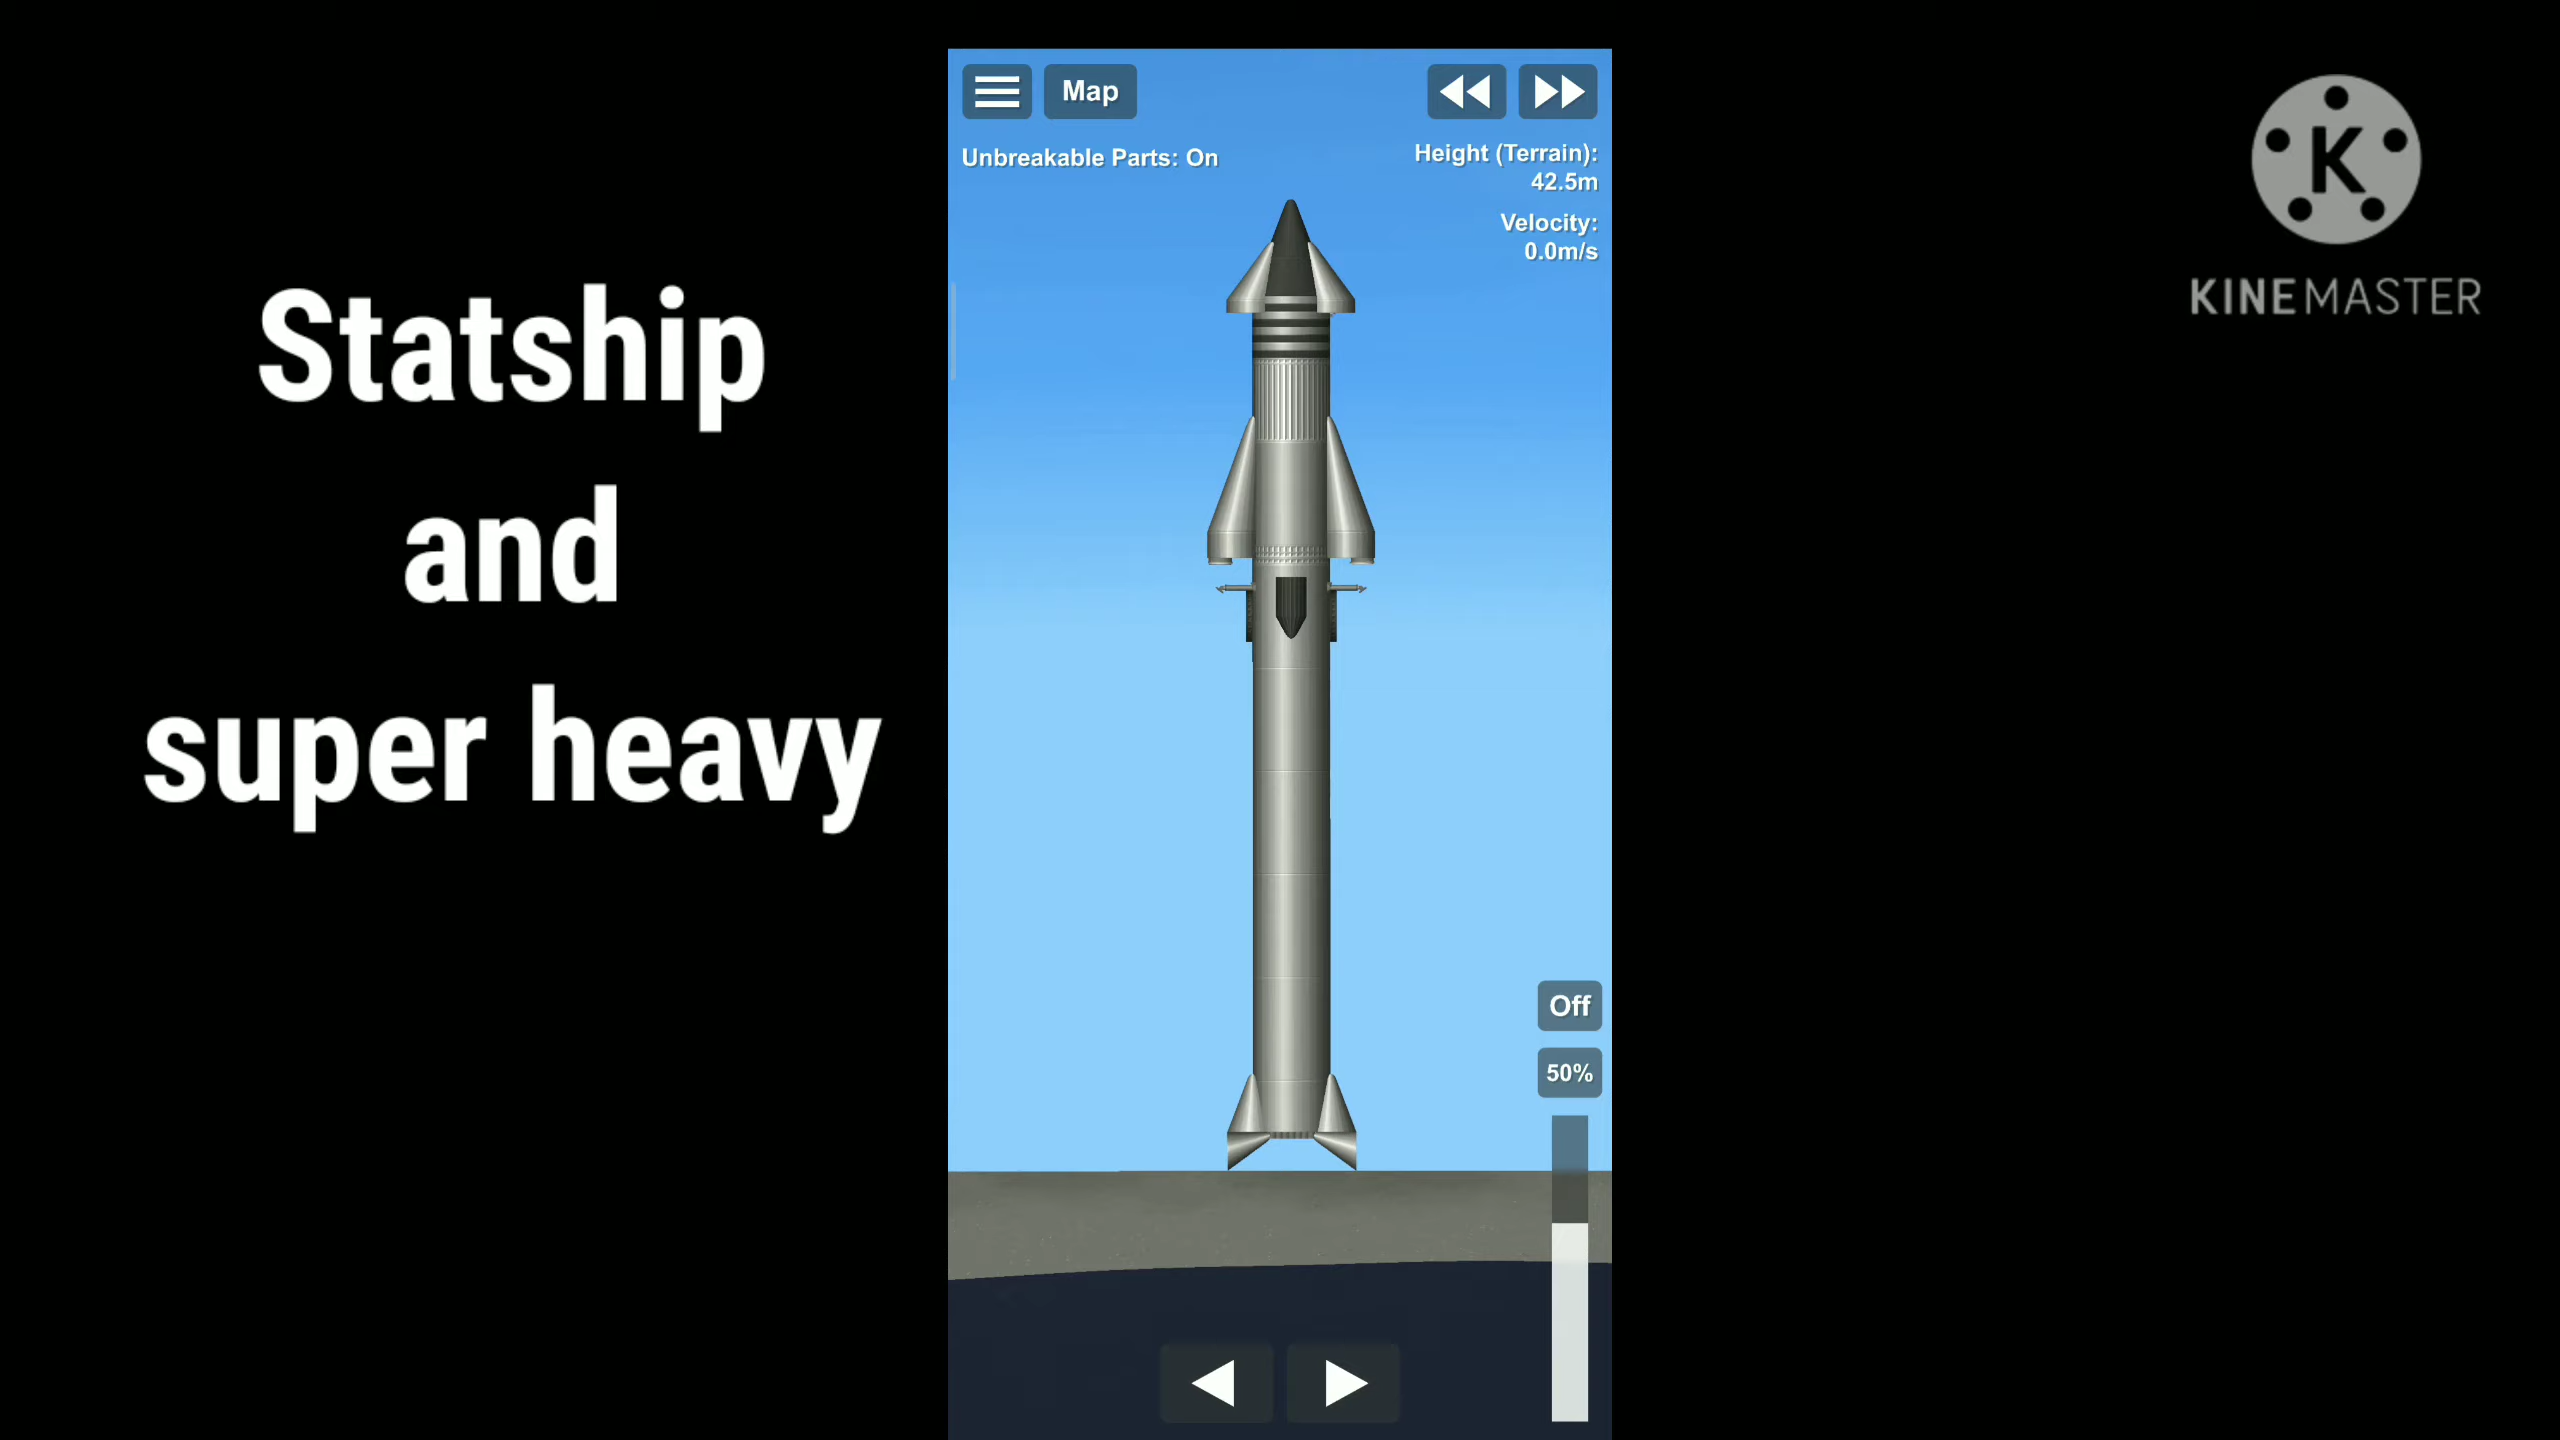 Statship
and
super heavy
Map
Unbreakable Parts: On
Height (Terrain):
42.5m
Velocity:
0.0m/s
Off
50%
K
KINEMASTER